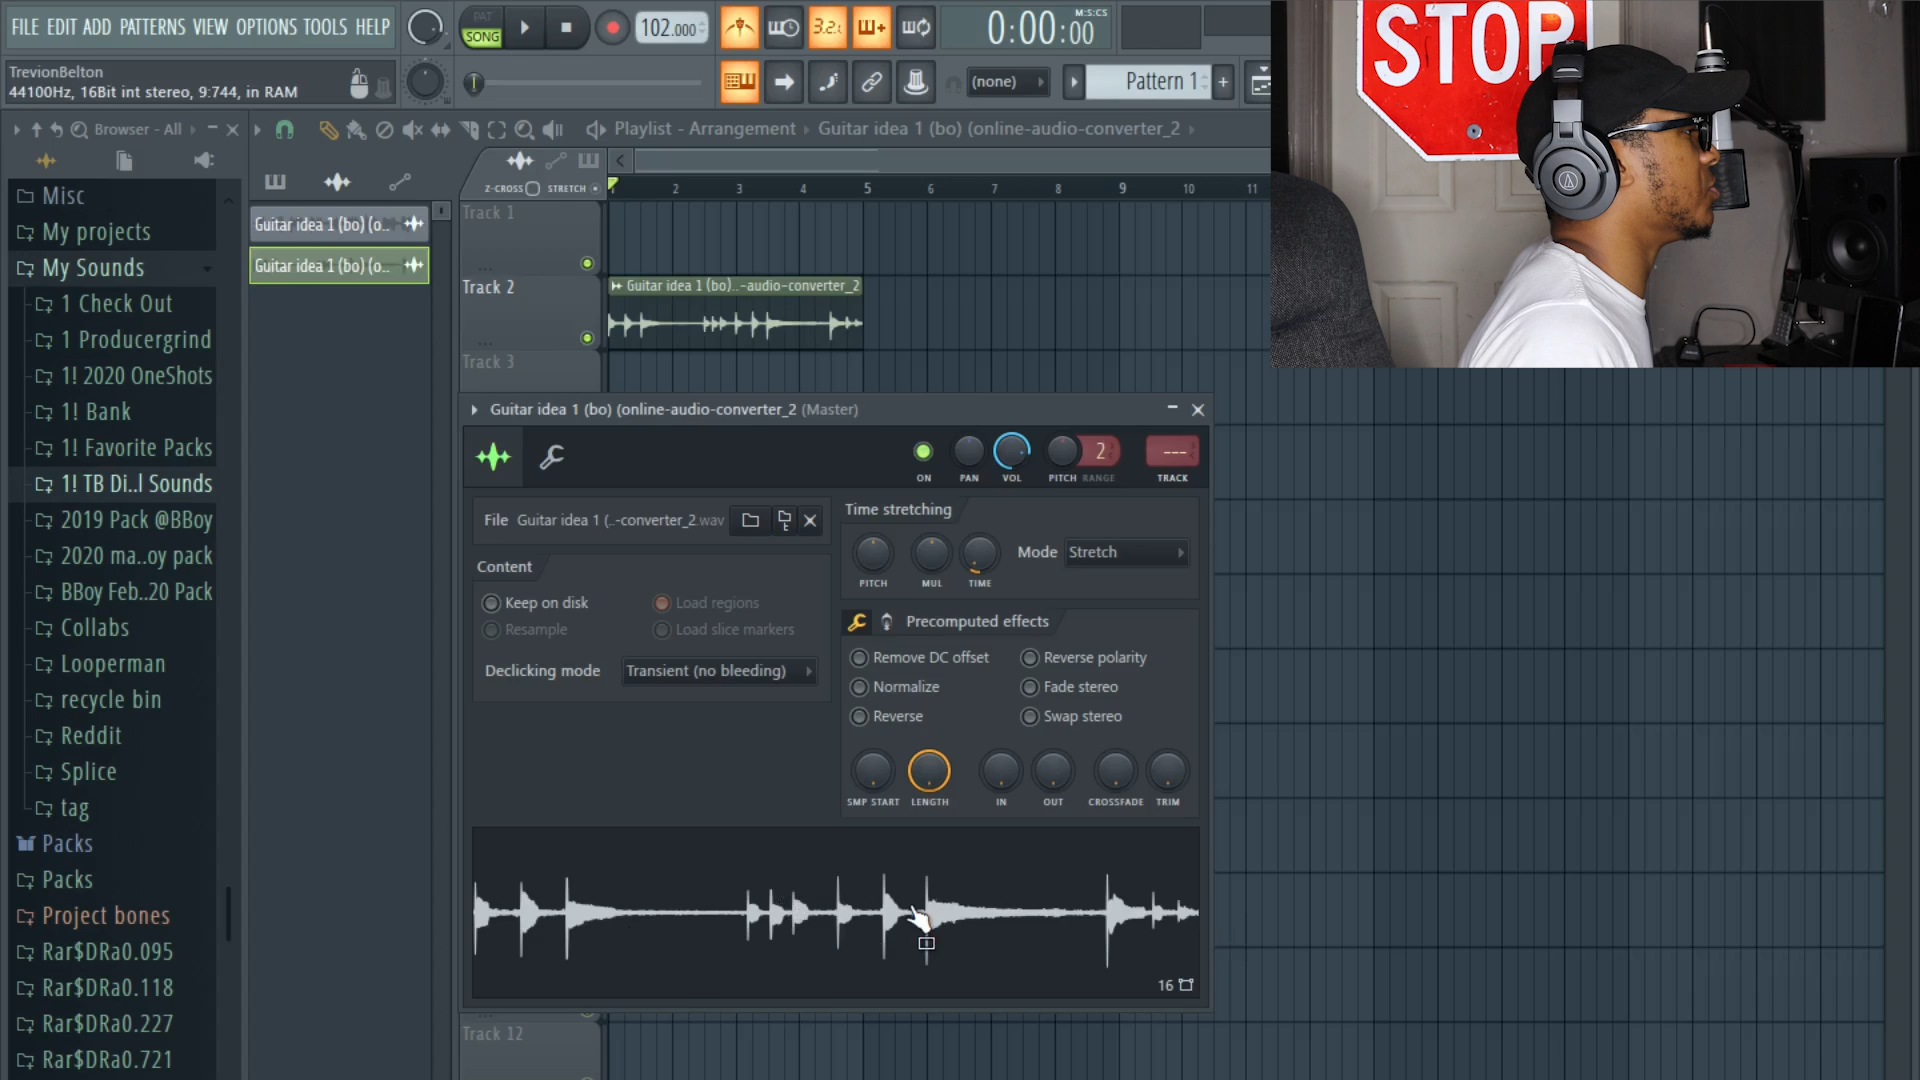 FILE EDIT ADD PATTERNS VIEW OPTIONS TOOLS HELP
PAT
SONG
102.000
3.2.
0:00:00
M:S:CS
STOP
TrevionBelton
44100Hz, 16Bit int stereo, 9:744, in RAM
(none)
Pattern 1
+
Browser - All
Playlist - Arrangement › Guitar idea 1 (bo) (online-audio-converter_2
Z-CROSS
STRETCH
2 3 4 5 6 7 8 9 10 11
Misc
My projects
My Sounds
1 Check Out
1 Producergrind
1! 2020 OneShots
1! Bank
1! Favorite Packs
1! TB Di..l Sounds
2019 Pack @BBoy
2020 ma..oy pack
BBoy Feb..20 Pack
Collabs
Looperman
recycle bin
Reddit
Splice
tag
Packs
Packs
Project bones
Rar$DRa0.095
Rar$DRa0.118
Rar$DRa0.227
Rar$DRa0.721
Guitar idea 1 (bo) (o..
Guitar idea 1 (bo) (o..
Track 1
Track 2
Guitar idea 1 (bo)..-audio-converter_2
Track 3
Guitar idea 1 (bo) (online-audio-converter_2 (Master)
ON
PAN
VOL
PITCH
2
RANGE
---
TRACK
File Guitar idea 1 (..-converter_2.wav
Content
Keep on disk
Load regions
Resample
Load slice markers
Declicking mode
Transient (no bleeding)
Time stretching
PITCH
MUL
TIME
Mode
Stretch
Precomputed effects
Remove DC offset
Reverse polarity
Normalize
Fade stereo
Reverse
Swap stereo
SMP START
LENGTH
IN
OUT
CROSSFADE
TRIM
16
Track 12